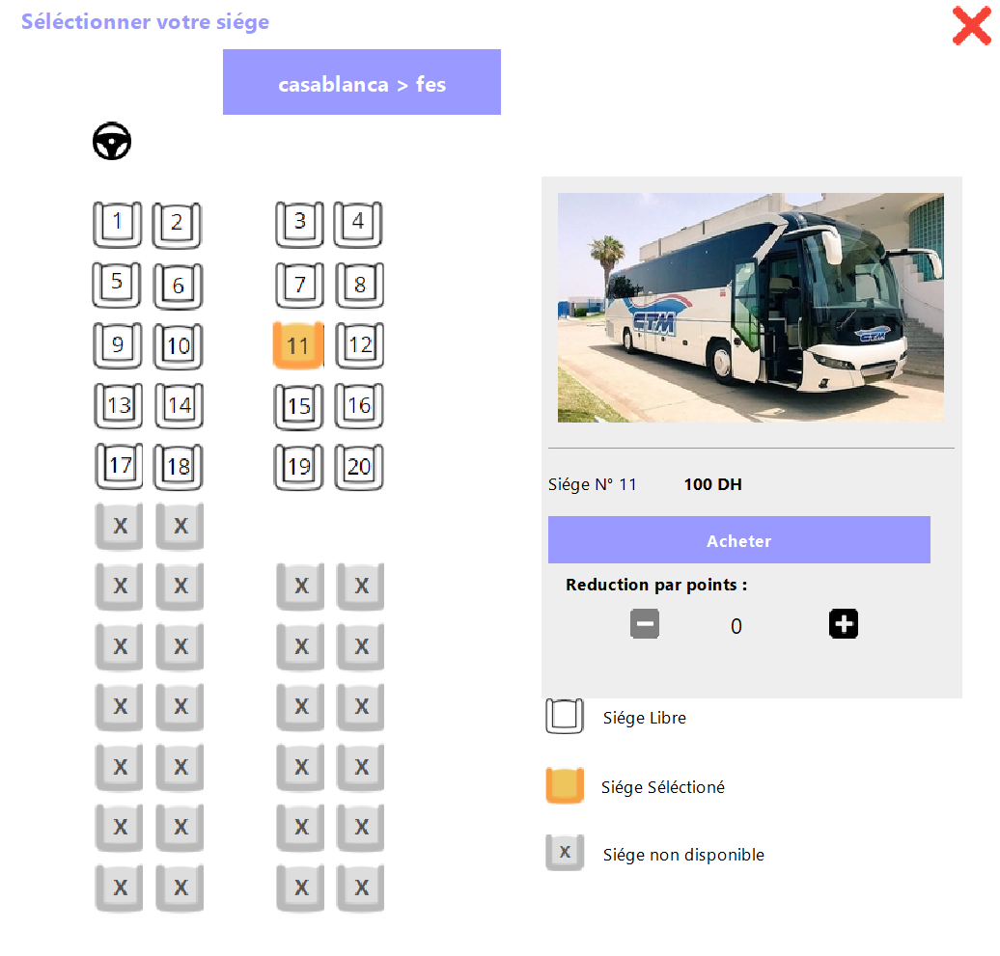 Séléctionner votre siége
casablanca > fes
1 2 3 4
5 6 7 8
9 10 11 12
13 14 15 16
17 18 19 20
X X
X X X X
X X X X
X X X X
X X X X
X X X X
X X X X
CTM
CTM
Siége N° 11 100 DH
Acheter
Reduction par points :
0
Siége Libre
Siége Séléctioné
X Siége non disponible